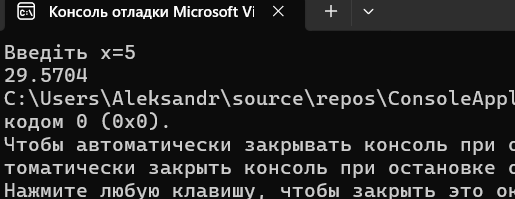 Консоль отладки Microsoft Vi
Введіть x=5
29.5704
C:\Users\Aleksandr\source\repos\ConsoleAppl
кодом 0 (0x0).
Чтобы автоматически закрывать консоль при о
томатически закрыть консоль при остановке о
Нажмите любую клавишу, чтобы закрыть это ок